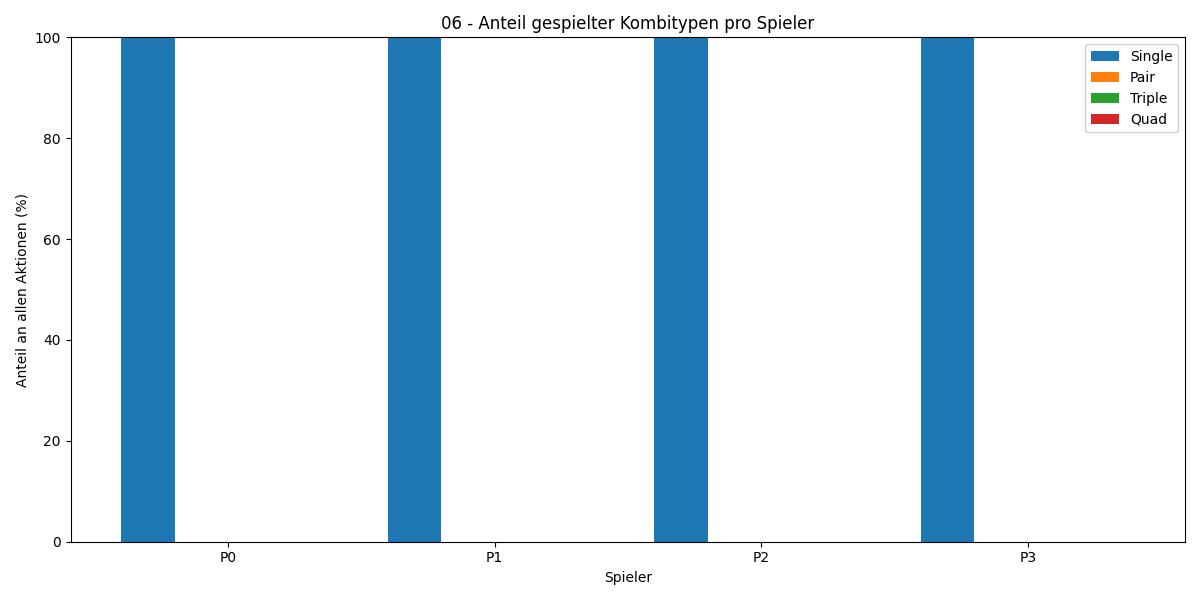 06 - Anteil gespielter Kombitypen pro Spieler
Anteil an allen Aktionen (%)
100
80
60
40
20
0
Single
Pair
Triple
Quad
P0 P1 P2 P3
Spieler